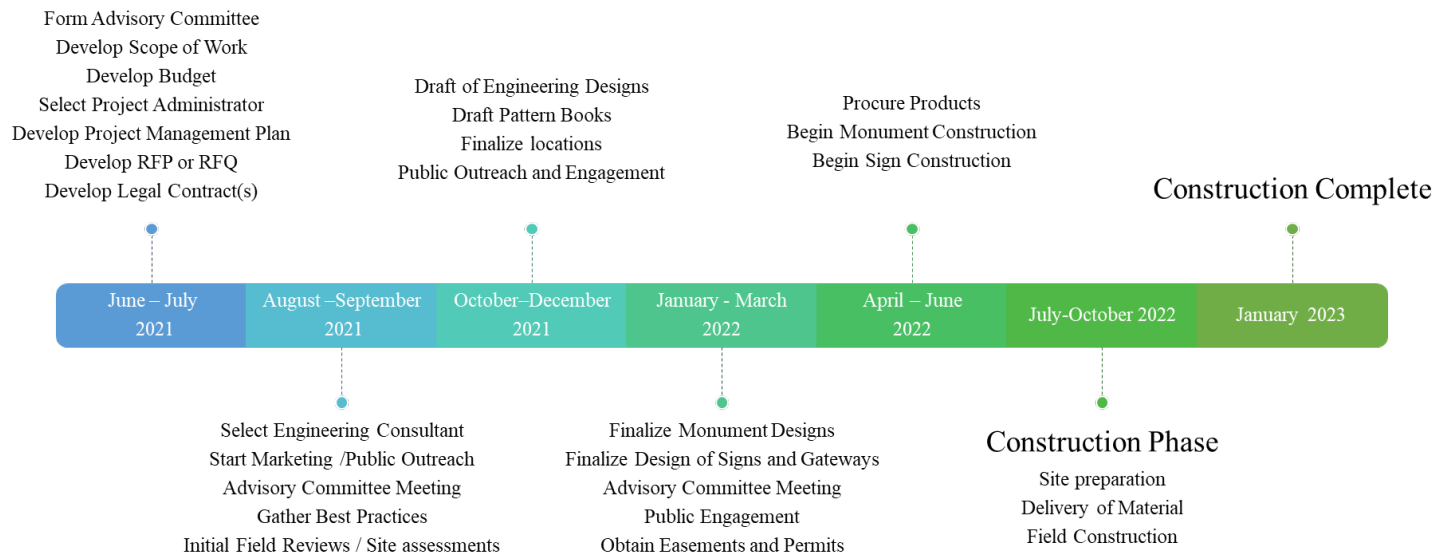 Form Advisory Committee
Develop Scope of Work
Develop Budget
Select Project Administrator
Develop Project Management Plan
Develop RFP or RFQ
Develop Legal Contract(s)
Draft of Engineering Designs
Draft Pattern Books
Finalize locations
Public Outreach and Engagement
Procure Products
Begin Monument Construction
Begin Sign Construction
Construction Complete
June – July
2021
August –September
2021
October–December
2021
January - March
2022
April – June
2022
July-October 2022
January 2023
Select Engineering Consultant
Start Marketing /Public Outreach
Advisory Committee Meeting
Gather Best Practices
Initial Field Reviews / Site assessments
Finalize Monument Designs
Finalize Design of Signs and Gateways
Advisory Committee Meeting
Public Engagement
Obtain Easements and Permits
Construction Phase
Site preparation
Delivery of Material
Field Construction